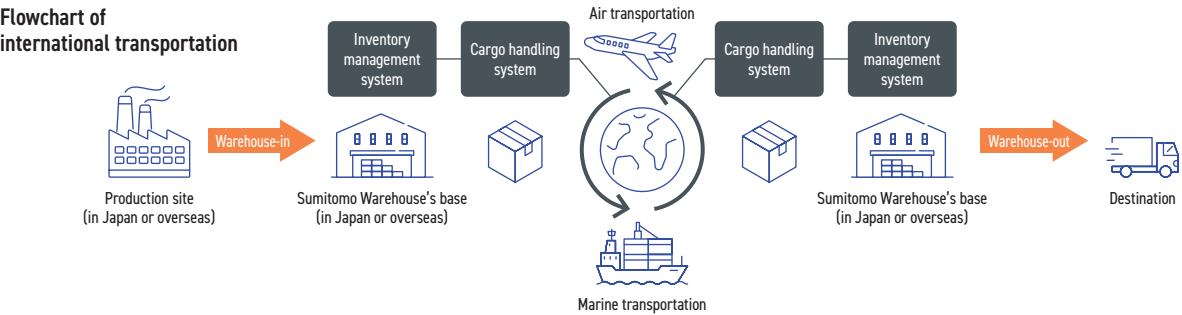 Flowchart of
international transportation
Air transportation
Inventory
management
system
Cargo handling
system
Cargo handling
system
Inventory
management
system
Warehouse-in
Warehouse-out
Production site
(in Japan or overseas)
Sumitomo Warehouse's base
(in Japan or overseas)
Sumitomo Warehouse's base
(in Japan or overseas)
Destination
Marine transportation